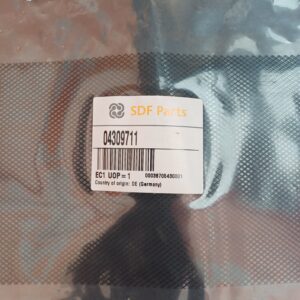 SDF Parts
04309711
EC1 UOP = 1
Country of origin: DE (Germany)